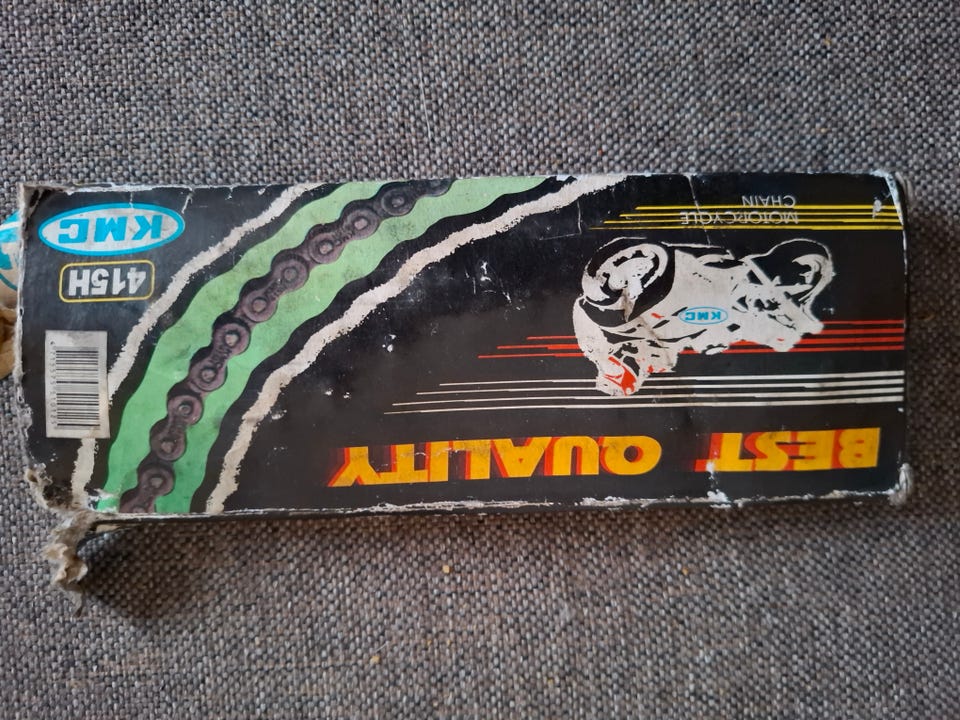 BEST QUALITY
KMC
MOTORCYCLE
CHAIN
415H
KMC